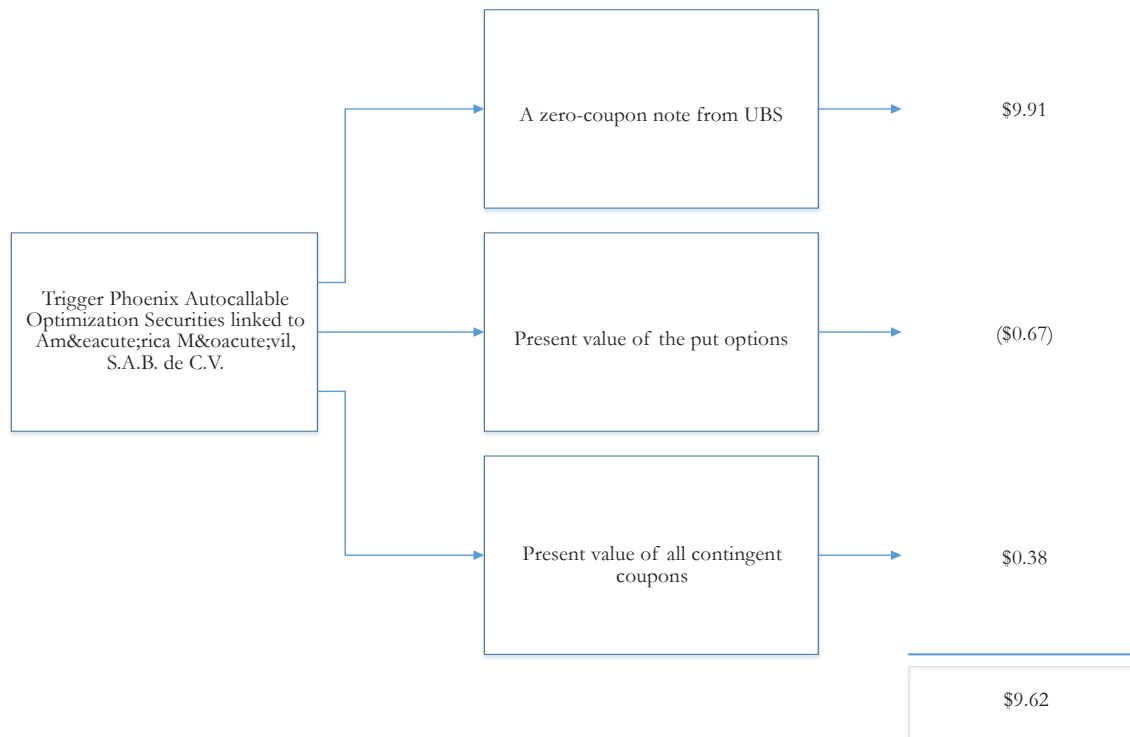 A zero-coupon note from UBS
$9.91
Trigger Phoenix Autocallable
Optimization Securities linked to
Am&eacute;rica M&oacute;vil,
S.A.B. de C.V.
Present value of the put options
($0.67)
Present value of all contingent
coupons
$0.38
$9.62